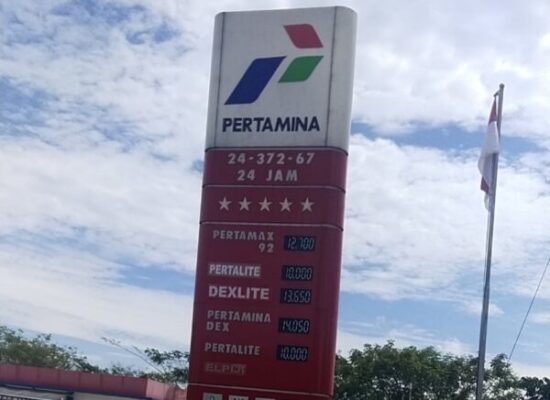 PERTAMINA
24-372-67
24 JAM
PERTAMAX 92 12.700
PERTALITE 10.000
DEXLITE 13.650
PERTAMINA DEX 14.050
PERTALITE 10.000